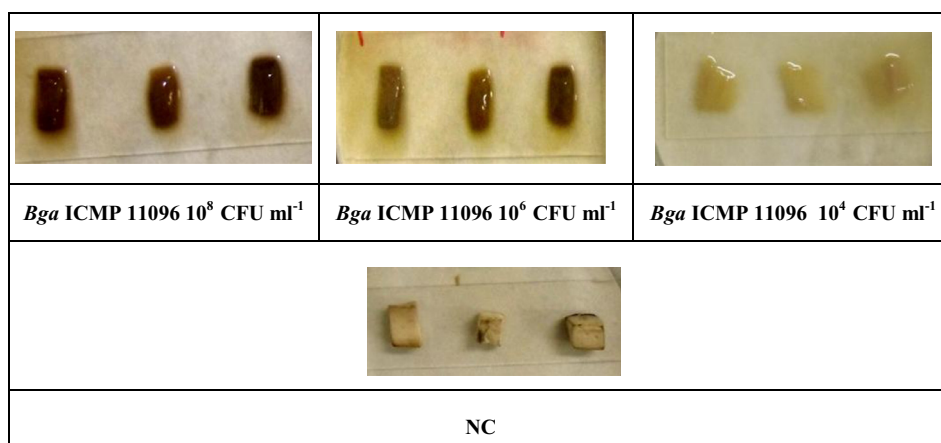 Bga ICMP 11096 10⁸ CFU ml⁻¹
Bga ICMP 11096 10⁶ CFU ml⁻¹
Bga ICMP 11096 10⁴ CFU ml⁻¹
NC